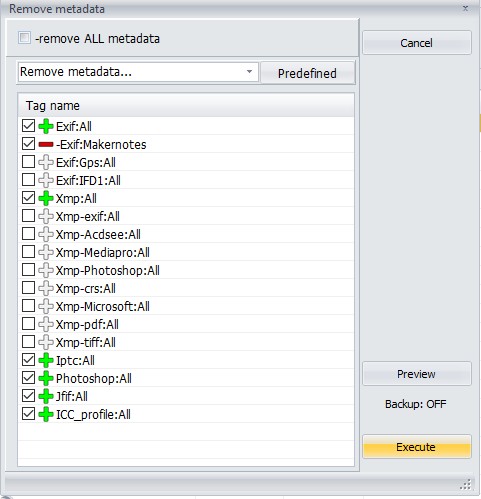 Remove metadata
-remove ALL metadata
Cancel
Remove metadata...
Predefined
Tag name
Exif:All
-Exif:Makernotes
Exif:Gps:All
Exif:IFD1:All
Xmp:All
Xmp-exif:All
Xmp-Acdsee:All
Xmp-Mediapro:All
Xmp-Photoshop:All
Xmp-crs:All
Xmp-Microsoft:All
Xmp-pdf:All
Xmp-tiff:All
Iptc:All
Photoshop:All
Jfif:All
ICC_profile:All
Preview
Backup: OFF
Execute